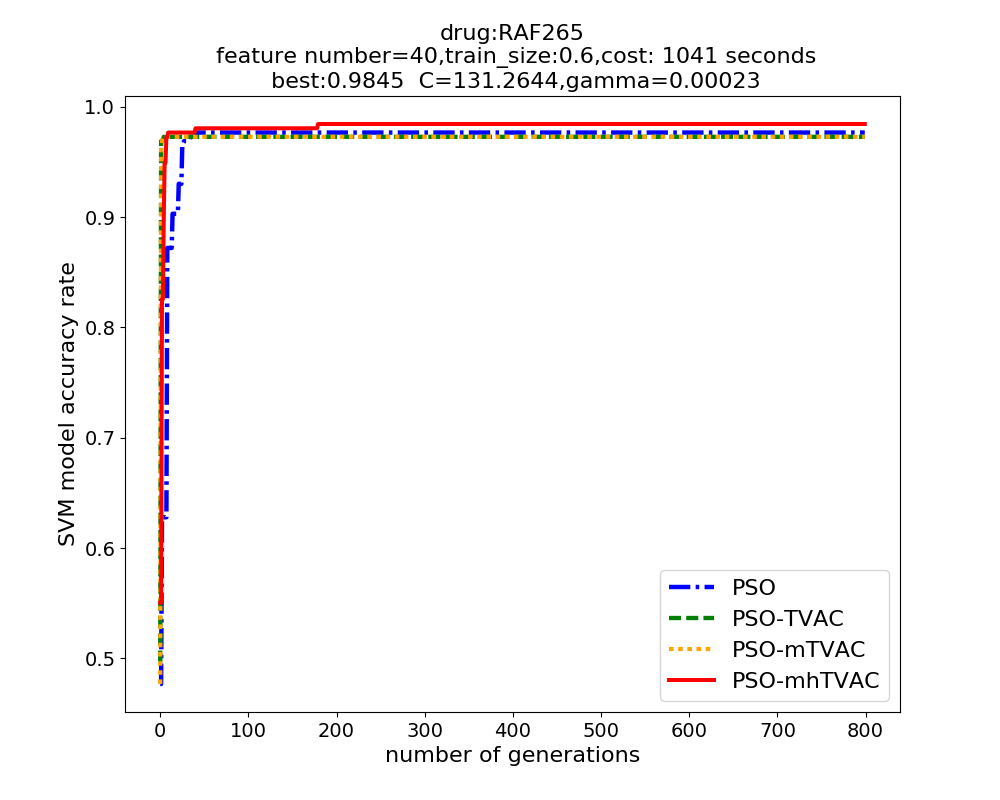 drug:RAF265
feature number=40,train_size:0.6,cost: 1041 seconds
best:0.9845  C=131.2644,gamma=0.00023
1.0
0.9
0.8
0.7
0.6
0.5
SVM model accuracy rate
PSO
PSO-TVAC
PSO-mTVAC
PSO-mhTVAC
0 100 200 300 400 500 600 700 800
number of generations